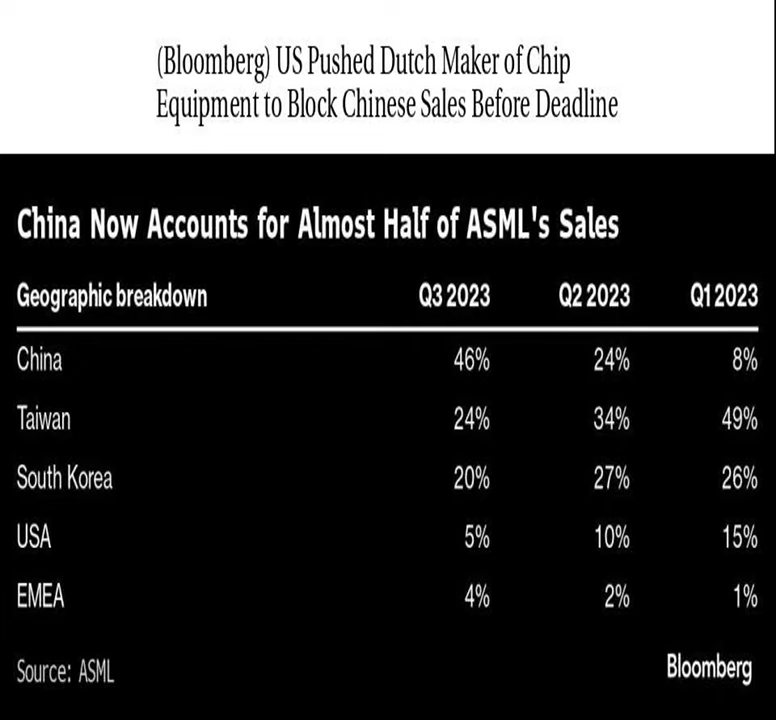 (Bloomberg) US Pushed Dutch Maker of Chip
Equipment to Block Chinese Sales Before Deadline
China Now Accounts for Almost Half of ASML's Sales
Geographic breakdown Q3 2023 Q2 2023 Q1 2023
China 46% 24% 8%
Taiwan 24% 34% 49%
South Korea 20% 27% 26%
USA 5% 10% 15%
EMEA 4% 2% 1%
Source: ASML Bloomberg